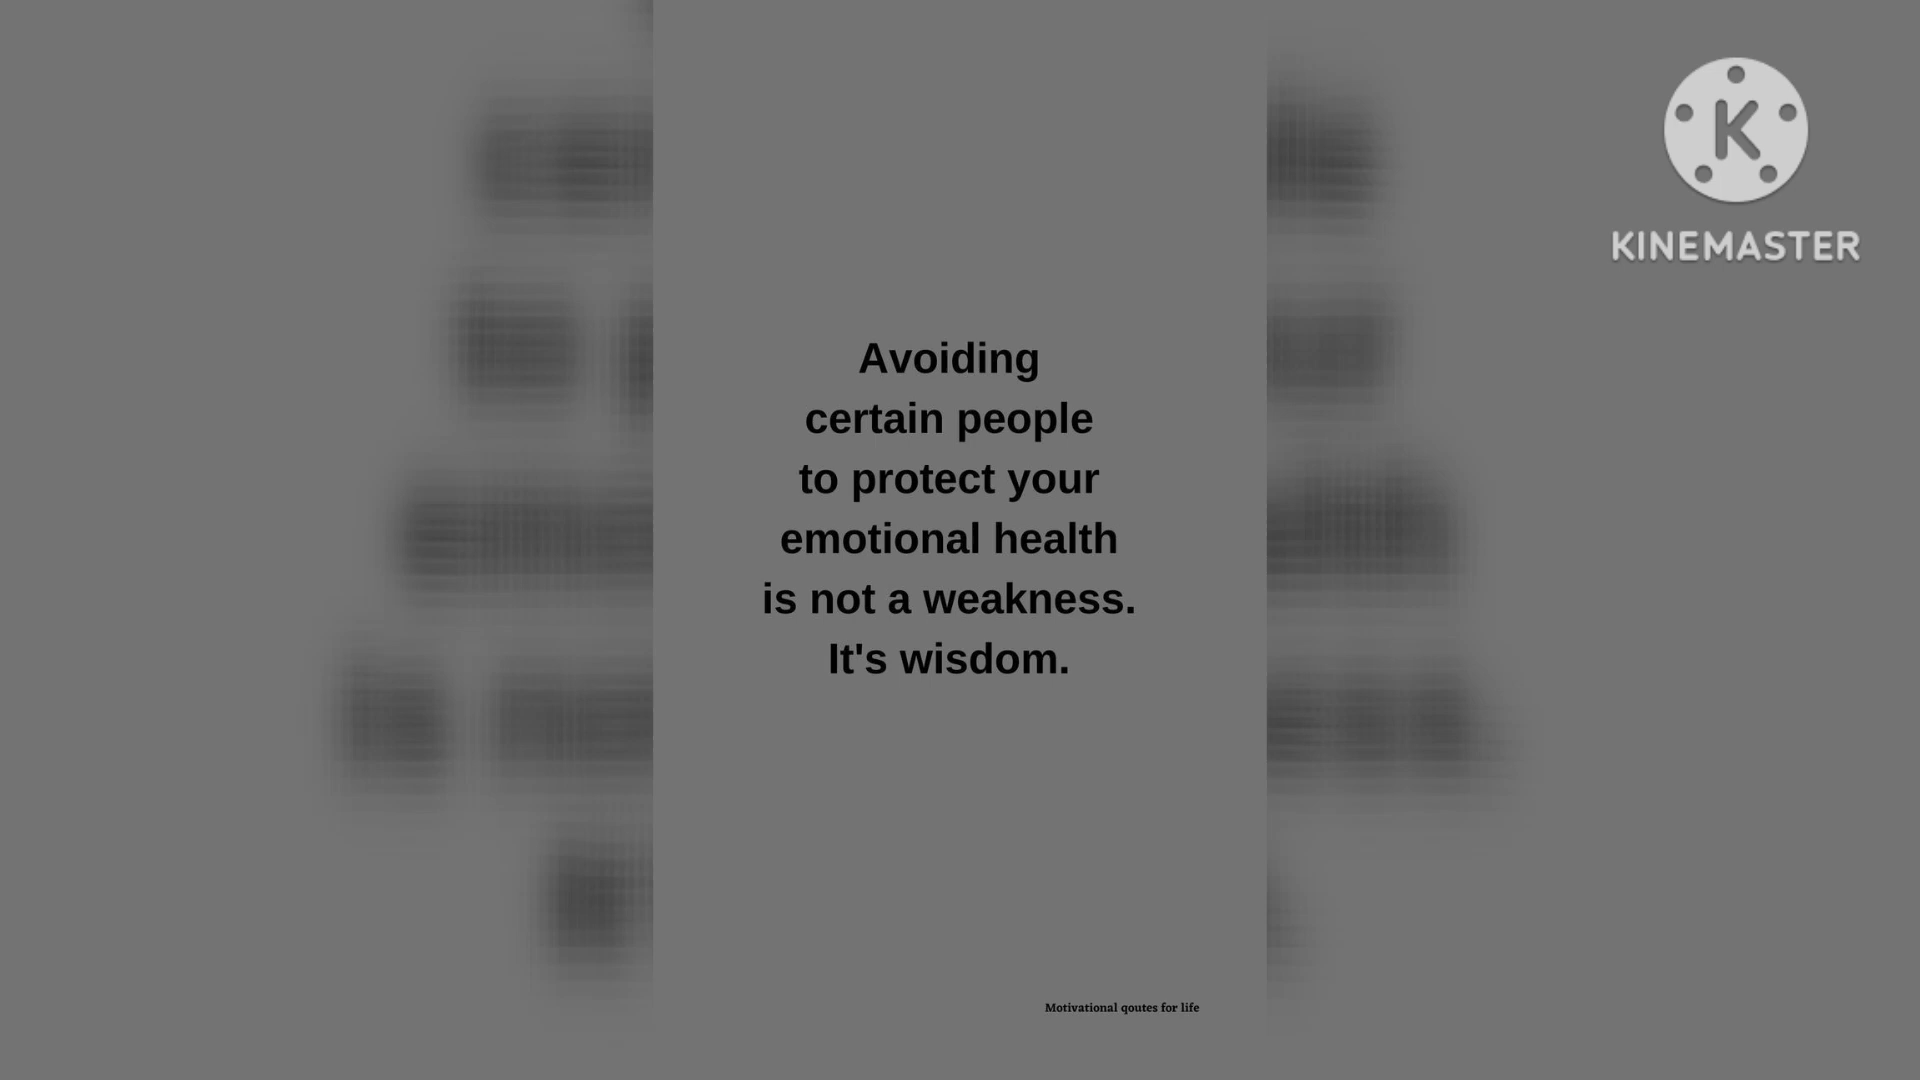 KINEMASTER
Avoiding
certain people
to protect your
emotional health
is not a weakness.
It's wisdom.
Motivational qoutes for life